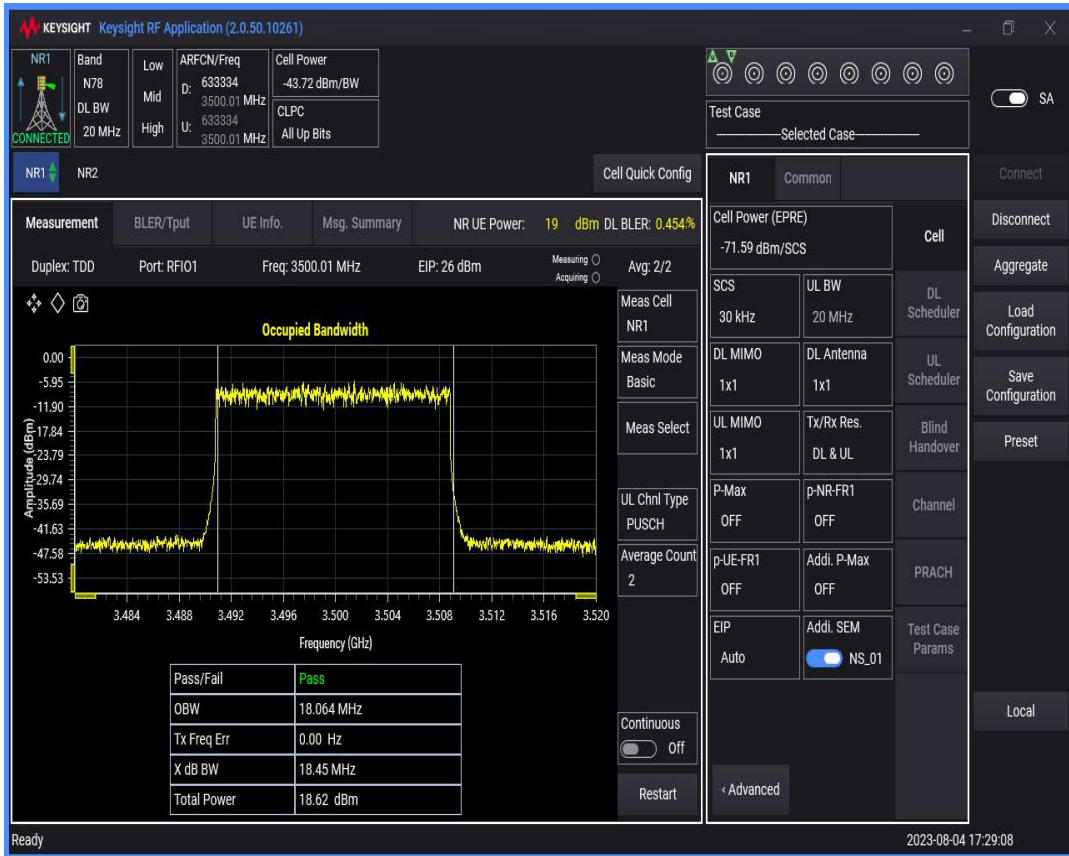 KEYSIGHT Keysight RF Application (2.0.50.10261)
NR1
CONNECTED
Band
N78
DL BW
20 MHz
Low
Mid
High
ARFCN/Freq
D: 633334
3500.01 MHz
U: 633334
3500.01 MHz
Cell Power
-43.72 dBm/BW
CLPC
All Up Bits
Test Case
Selected Case
SA
NR1 NR2 Cell Quick Config
NR1 Common
Connect
Disconnect
Aggregate
Load
Configuration
Save
Configuration
Preset
Local
Measurement BLER/Tput UE Info. Msg. Summary NR UE Power: 19 dBm DL BLER: 0.454%
Duplex: TDD Port: RFIO1 Freq: 3500.01 MHz EIP: 26 dBm Measuring Avg: 2/2
Acquiring
Occupied Bandwidth
Amplitude (dBm)
0.00
-5.95
-11.90
-17.84
-23.79
-29.74
-35.69
-41.63
-47.58
-53.53
3.484 3.488 3.492 3.496 3.500 3.504 3.508 3.512 3.516 3.520
Frequency (GHz)
Pass/Fail Pass
OBW 18.064 MHz
Tx Freq Err 0.00 Hz
X dB BW 18.45 MHz
Total Power 18.62 dBm
Meas Cell
NR1
Meas Mode
Basic
Meas Select
UL Chnl Type
PUSCH
Average Count
2
Continuous
Off
Restart
Cell Power (EPRE)
-71.59 dBm/SCS
SCS
30 kHz
UL BW
20 MHz
DL MIMO
1x1
DL Antenna
1x1
UL MIMO
1x1
Tx/Rx Res.
DL & UL
P-Max
OFF
p-NR-FR1
OFF
p-UE-FR1
OFF
Addi. P-Max
OFF
EIP
Auto
Addi. SEM
NS_01
‹ Advanced
Cell
DL
Scheduler
UL
Scheduler
Blind
Handover
Channel
PRACH
Test Case
Params
Ready 2023-08-04 17:29:08